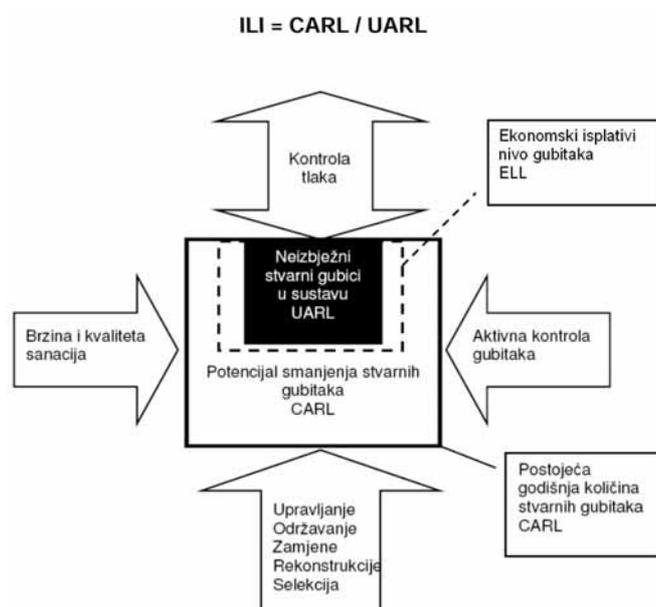 ILI = CARL / UARL
Kontrola
tlaka
Ekonomski isplativi
nivo gubitaka
ELL
Neizbježni
stvarni gubici
u sustavu
UARL
Brzina i kvaliteta
sanacija
Aktivna kontrola
gubitaka
Potencijal smanjenja stvarnih
gubitaka
CARL
Postojeća
godišnja količina
stvarnih gubitaka
CARL
Upravljanje
Održavanje
Zamjene
Rekonstrukcije
Selekcija